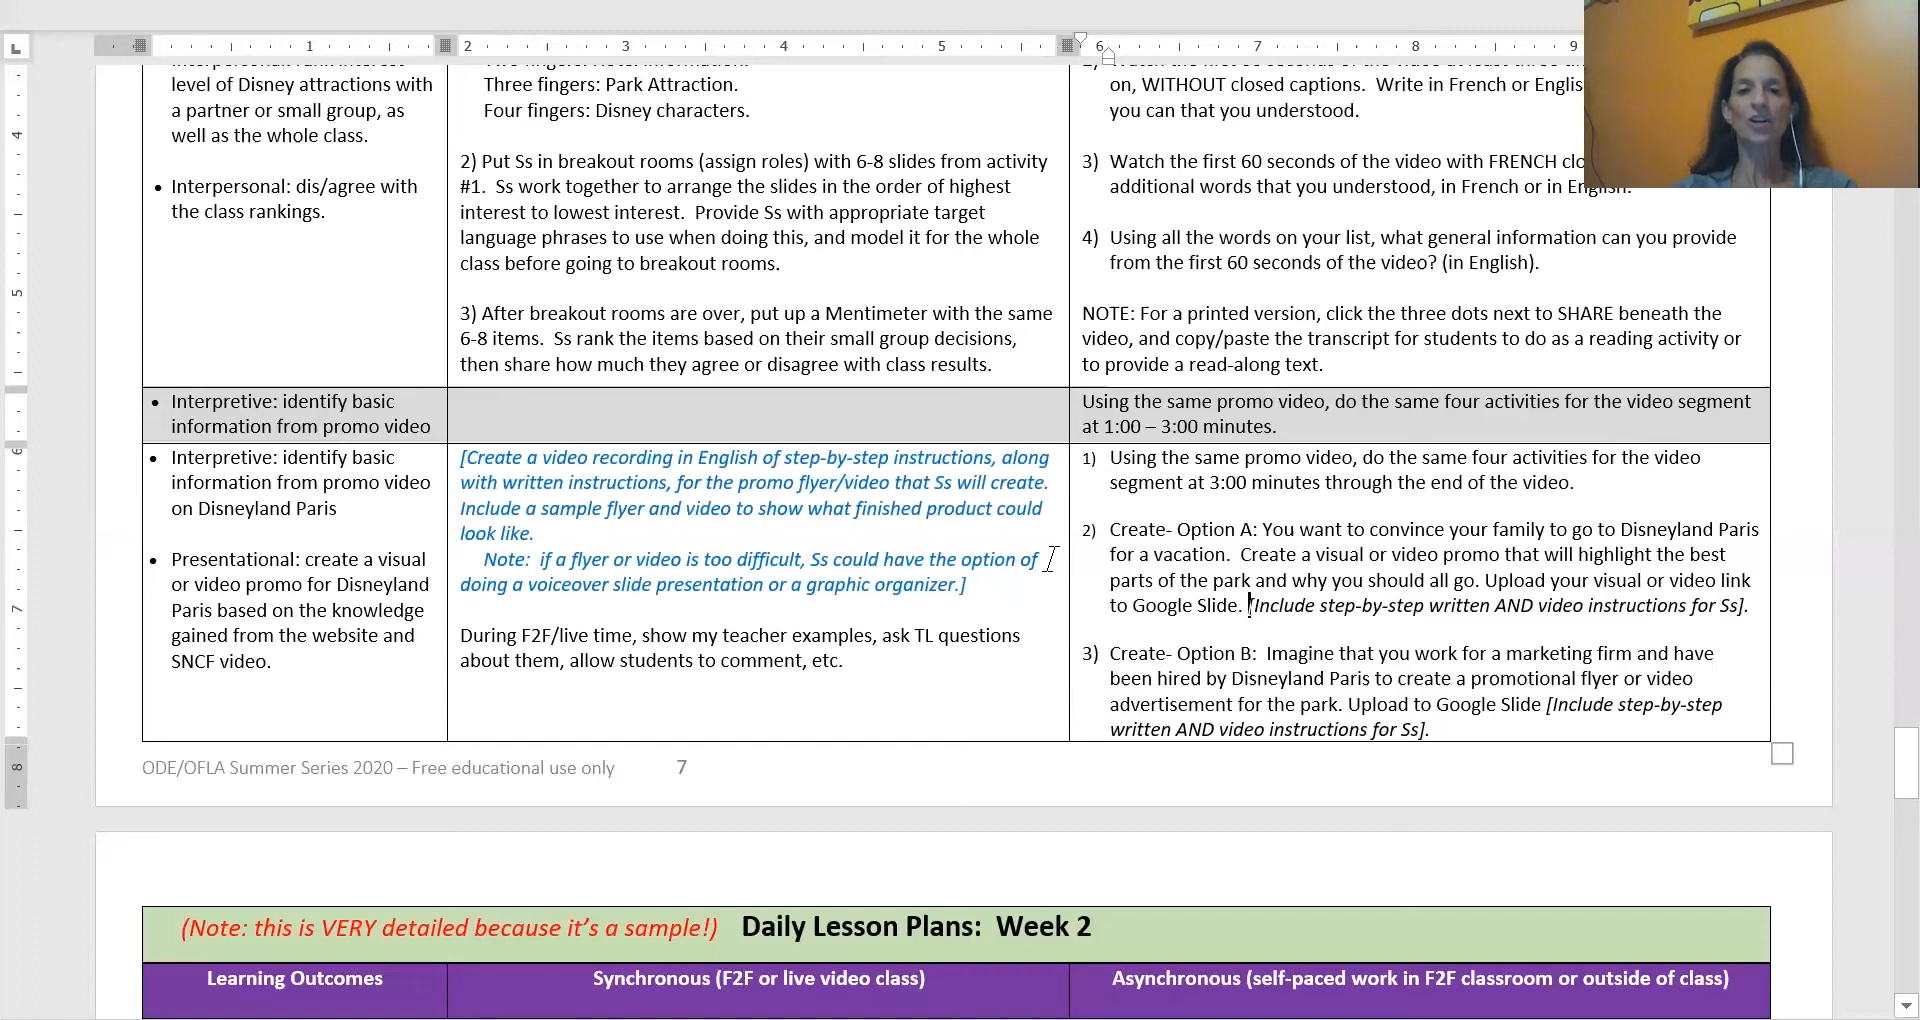 1 2 3 4 5 6 7 8 9
level of Disney attractions with
a partner or small group, as
well as the whole class.
• Interpersonal: dis/agree with
the class rankings.
Three fingers: Park Attraction.
Four fingers: Disney characters.
2) Put Ss in breakout rooms (assign roles) with 6-8 slides from activity
#1. Ss work together to arrange the slides in the order of highest
interest to lowest interest. Provide Ss with appropriate target
language phrases to use when doing this, and model it for the whole
class before going to breakout rooms.
3) After breakout rooms are over, put up a Mentimeter with the same
6-8 items. Ss rank the items based on their small group decisions,
then share how much they agree or disagree with class results.
on, WITHOUT closed captions. Write in French or
you can that you understood.
3) Watch the first 60 seconds of the video with FRENCH
additional words that you understood, in French or in English.
4) Using all the words on your list, what general information can you provide
from the first 60 seconds of the video? (in English).
NOTE: For a printed version, click the three dots next to SHARE beneath the
video, and copy/paste the transcript for students to do as a reading activity or
to provide a read-along text.
• Interpretive: identify basic
information from promo video
Using the same promo video, do the same four activities for the video segment
at 1:00 – 3:00 minutes.
• Interpretive: identify basic
information from promo video
on Disneyland Paris
• Presentational: create a visual
or video promo for Disneyland
Paris based on the knowledge
gained from the website and
SNCF video.
[Create a video recording in English of step-by-step instructions, along
with written instructions, for the promo flyer/video that Ss will create.
Include a sample flyer and video to show what finished product could
look like.
Note: if a flyer or video is too difficult, Ss could have the option of
doing a voiceover slide presentation or a graphic organizer.]
During F2F/live time, show my teacher examples, ask TL questions
about them, allow students to comment, etc.
1) Using the same promo video, do the same four activities for the video
segment at 3:00 minutes through the end of the video.
2) Create- Option A: You want to convince your family to go to Disneyland Paris
for a vacation. Create a visual or video promo that will highlight the best
parts of the park and why you should all go. Upload your visual or video link
to Google Slide. [Include step-by-step written AND video instructions for Ss].
3) Create- Option B: Imagine that you work for a marketing firm and have
been hired by Disneyland Paris to create a promotional flyer or video
advertisement for the park. Upload to Google Slide [Include step-by-step
written AND video instructions for Ss].
ODE/OFLA Summer Series 2020 – Free educational use only 7
(Note: this is VERY detailed because it's a sample!) Daily Lesson Plans: Week 2
Learning Outcomes
Synchronous (F2F or live video class)
Asynchronous (self-paced work in F2F classroom or outside of class)